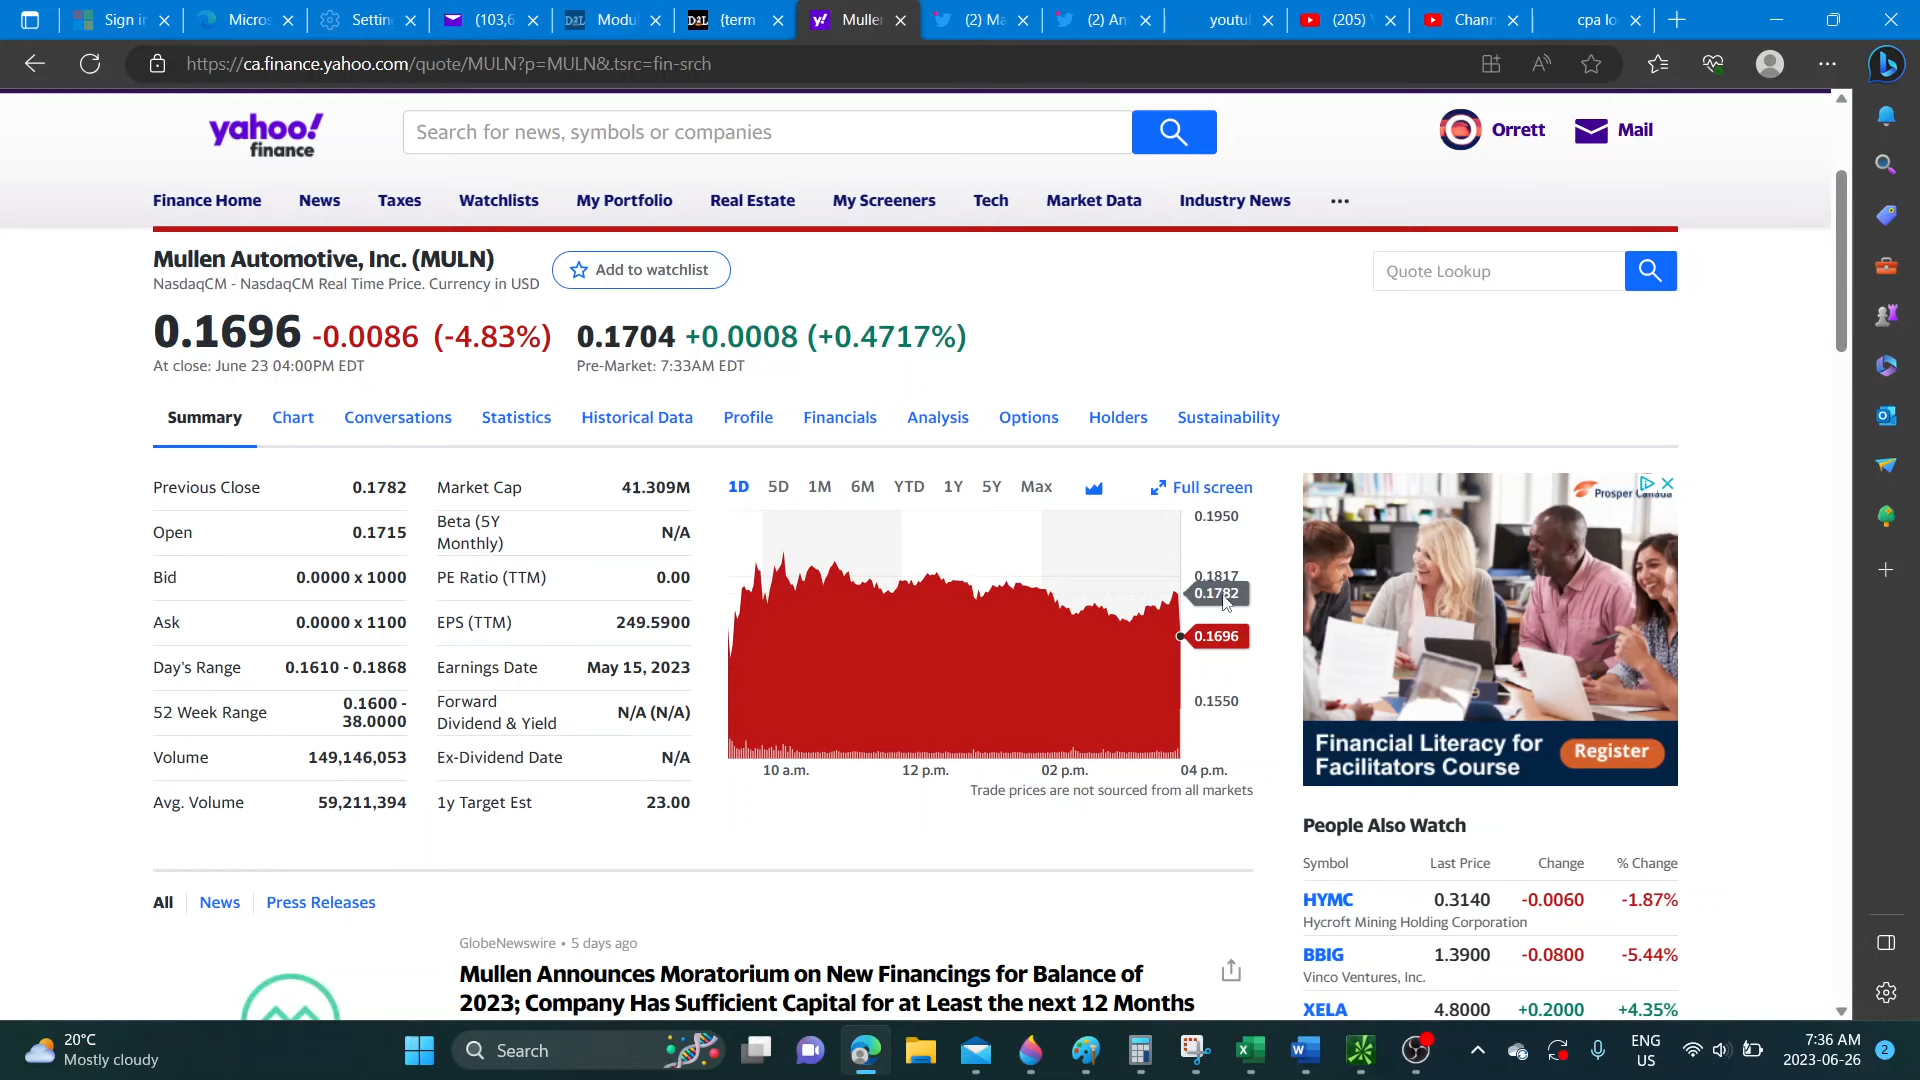 Sign in
Micros
Settin
(103,6
D2L
Modu
D2L
{term
y!
Muller
(2) Ma
(2) An
youtu
(205)
Chann
cpa lo
https://ca.finance.yahoo.com/quote/MULN?p=MULN&.tsrc=fin-srch
yahoo!
finance
Search for news, symbols or companies
Orrett
Mail
Finance Home News Taxes Watchlists My Portfolio Real Estate My Screeners Tech Market Data Industry News ...
Mullen Automotive, Inc. (MULN)
Add to watchlist
NasdaqCM - NasdaqCM Real Time Price. Currency in USD
Quote Lookup
0.1696 -0.0086 (-4.83%) 0.1704 +0.0008 (+0.4717%)
At close: June 23 04:00PM EDT Pre-Market: 7:33AM EDT
Summary Chart Conversations Statistics Historical Data Profile Financials Analysis Options Holders Sustainability
Previous Close 0.1782
Open 0.1715
Bid 0.0000 x 1000
Ask 0.0000 x 1100
Day's Range 0.1610 - 0.1868
52 Week Range 0.1600 -
38.0000
Volume 149,146,053
Avg. Volume 59,211,394
Market Cap 41.309M
Beta (5Y
Monthly) N/A
PE Ratio (TTM) 0.00
EPS (TTM) 249.5900
Earnings Date May 15, 2023
Forward
Dividend & Yield N/A (N/A)
Ex-Dividend Date N/A
1y Target Est 23.00
1D 5D 1M 6M YTD 1Y 5Y Max Full screen
0.1950
0.1817
0.1782
0.1696
0.1550
10 a.m. 12 p.m. 02 p.m. 04 p.m.
Trade prices are not sourced from all markets
Prosper Canada
Financial Literacy for
Facilitators Course
Register
People Also Watch
Symbol Last Price Change % Change
HYMC 0.3140 -0.0060 -1.87%
Hycroft Mining Holding Corporation
BBIG 1.3900 -0.0800 -5.44%
Vinco Ventures, Inc.
XELA 4.8000 +0.2000 +4.35%
All News Press Releases
GlobeNewswire • 5 days ago
Mullen Announces Moratorium on New Financings for Balance of
2023; Company Has Sufficient Capital for at Least the next 12 Months
20°C
Mostly cloudy
Search
ENG
US
7:36 AM
2023-06-26
2